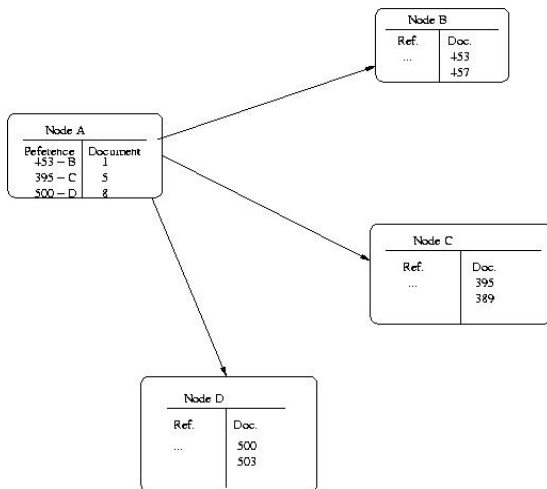 Node B
Ref. Doc.
... 453
457
Node A
Reference Document
453 – B 1
395 – C 5
500 – D 8
Node C
Ref. Doc.
... 395
389
Node D
Ref. Doc.
... 500
503